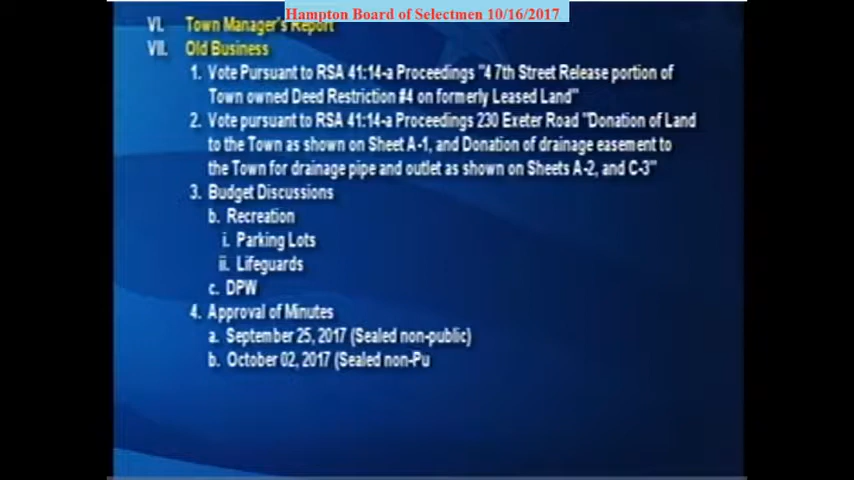 Hampton Board of Selectmen 10/16/2017
VI. Town Manager's Report
VII. Old Business
1. Vote Pursuant to RSA 41:14-a Proceedings "4 7th Street Release portion of
Town owned Deed Restriction #4 on formerly Leased Land"
2. Vote pursuant to RSA 41:14-a Proceedings 230 Exeter Road "Donation of Land
to the Town as shown on Sheet A-1, and Donation of drainage easement to
the Town for drainage pipe and outlet as shown on Sheets A-2, and C-3"
3. Budget Discussions
b. Recreation
i. Parking Lots
ii. Lifeguards
c. DPW
4. Approval of Minutes
a. September 25, 2017 (Sealed non-public)
b. October 02, 2017 (Sealed non-Pu